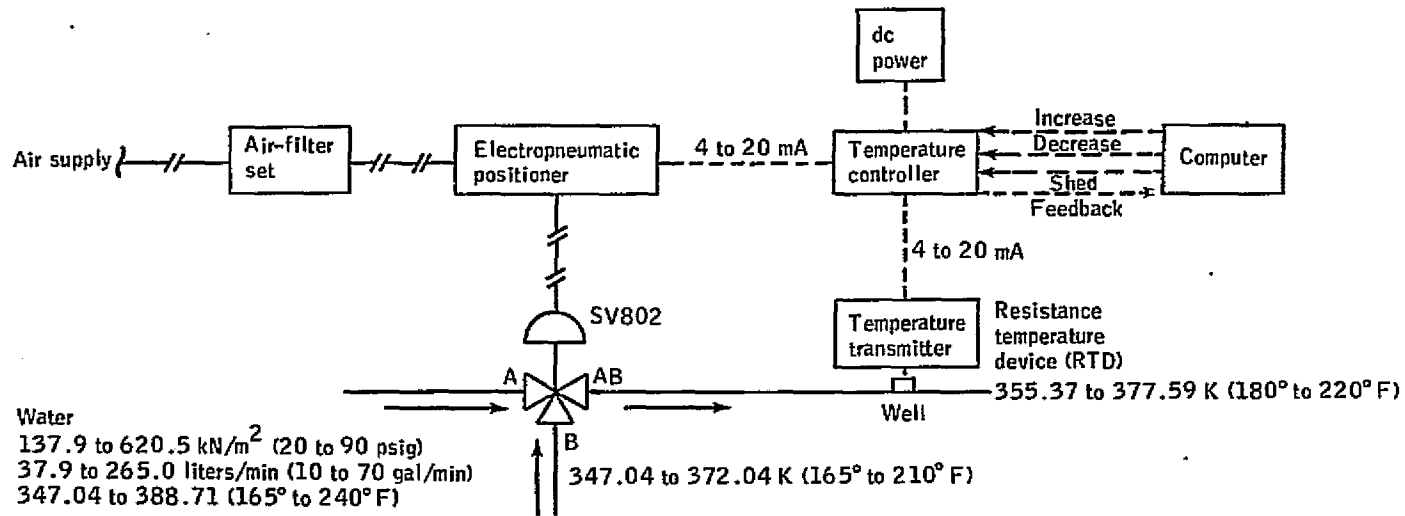 dc
power
Air supply
Air-filter
set
Electropneumatic
positioner
4 to 20 mA
Temperature
controller
Increase
Decrease
Shed
Feedback
Computer
4 to 20 mA
SV802
Temperature
transmitter
Resistance
temperature
device (RTD)
355.37 to 377.59 K (180° to 220° F)
A
AB
Well
B
Water
137.9 to 620.5 kN/m² (20 to 90 psig)
37.9 to 265.0 liters/min (10 to 70 gal/min)
347.04 to 388.71 (165° to 240° F)
347.04 to 372.04 K (165° to 210° F)